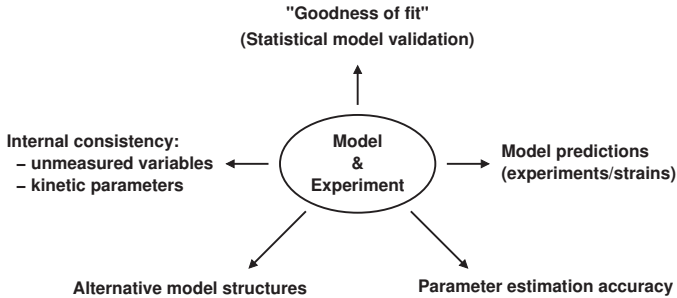 "Goodness of fit"
(Statistical model validation)
Internal consistency:
– unmeasured variables
– kinetic parameters
Model
&
Experiment
Model predictions
(experiments/strains)
Alternative model structures
Parameter estimation accuracy